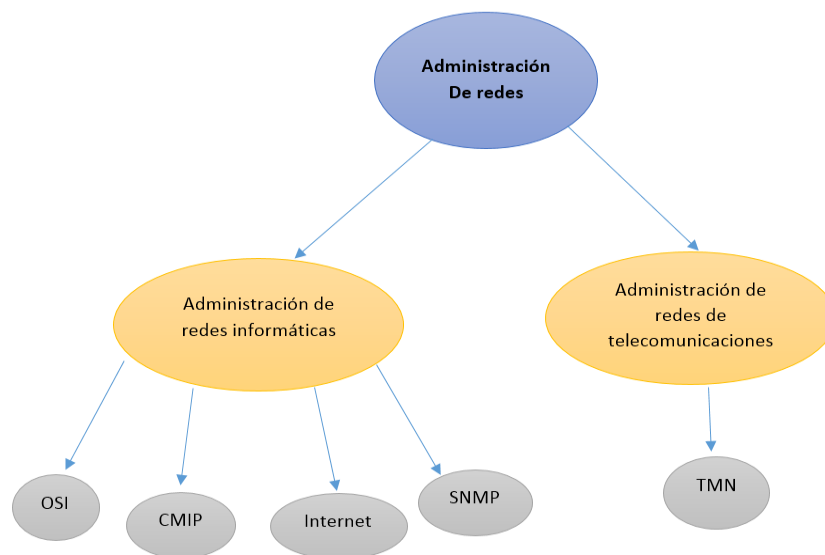 Administración
De redes
Administración de
redes informáticas
Administración de
redes de
telecomunicaciones
OSI
CMIP
Internet
SNMP
TMN